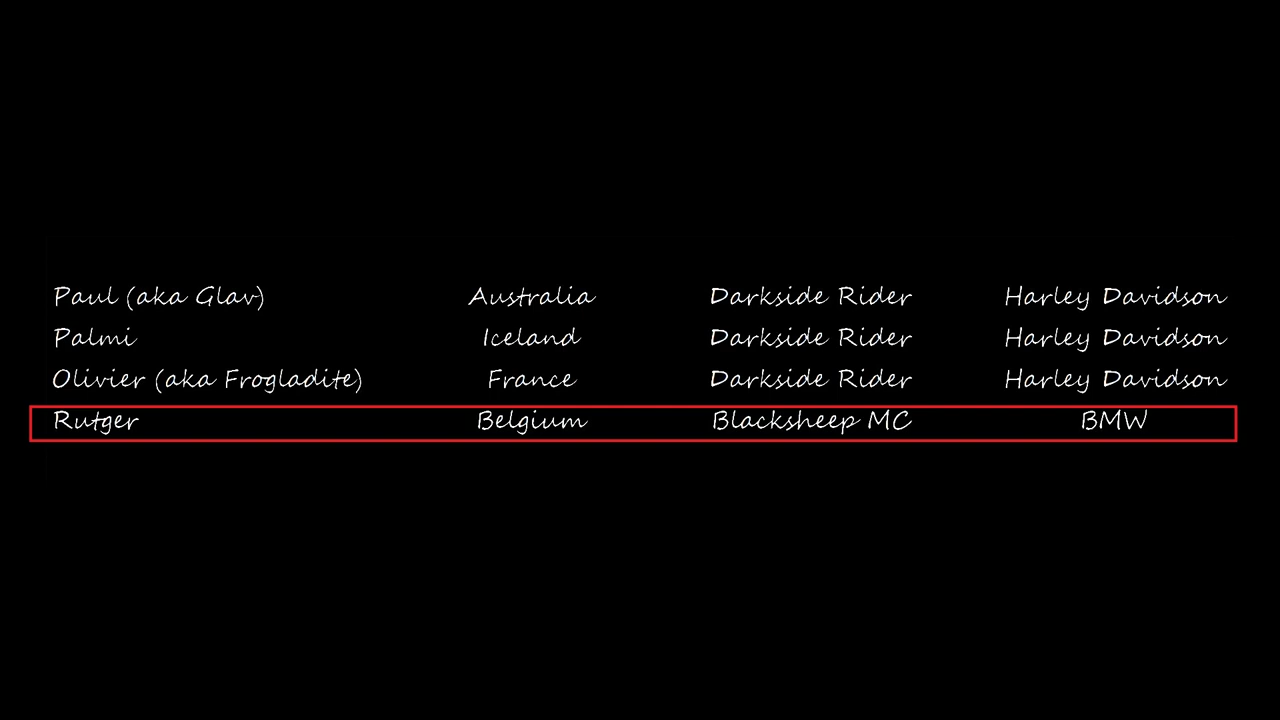 Paul (aka Glav) Australia Darkside Rider Harley Davidson
Palmi Iceland Darkside Rider Harley Davidson
Olivier (aka Frogladite) France Darkside Rider Harley Davidson
Rutger Belgium Blacksheep MC BMW